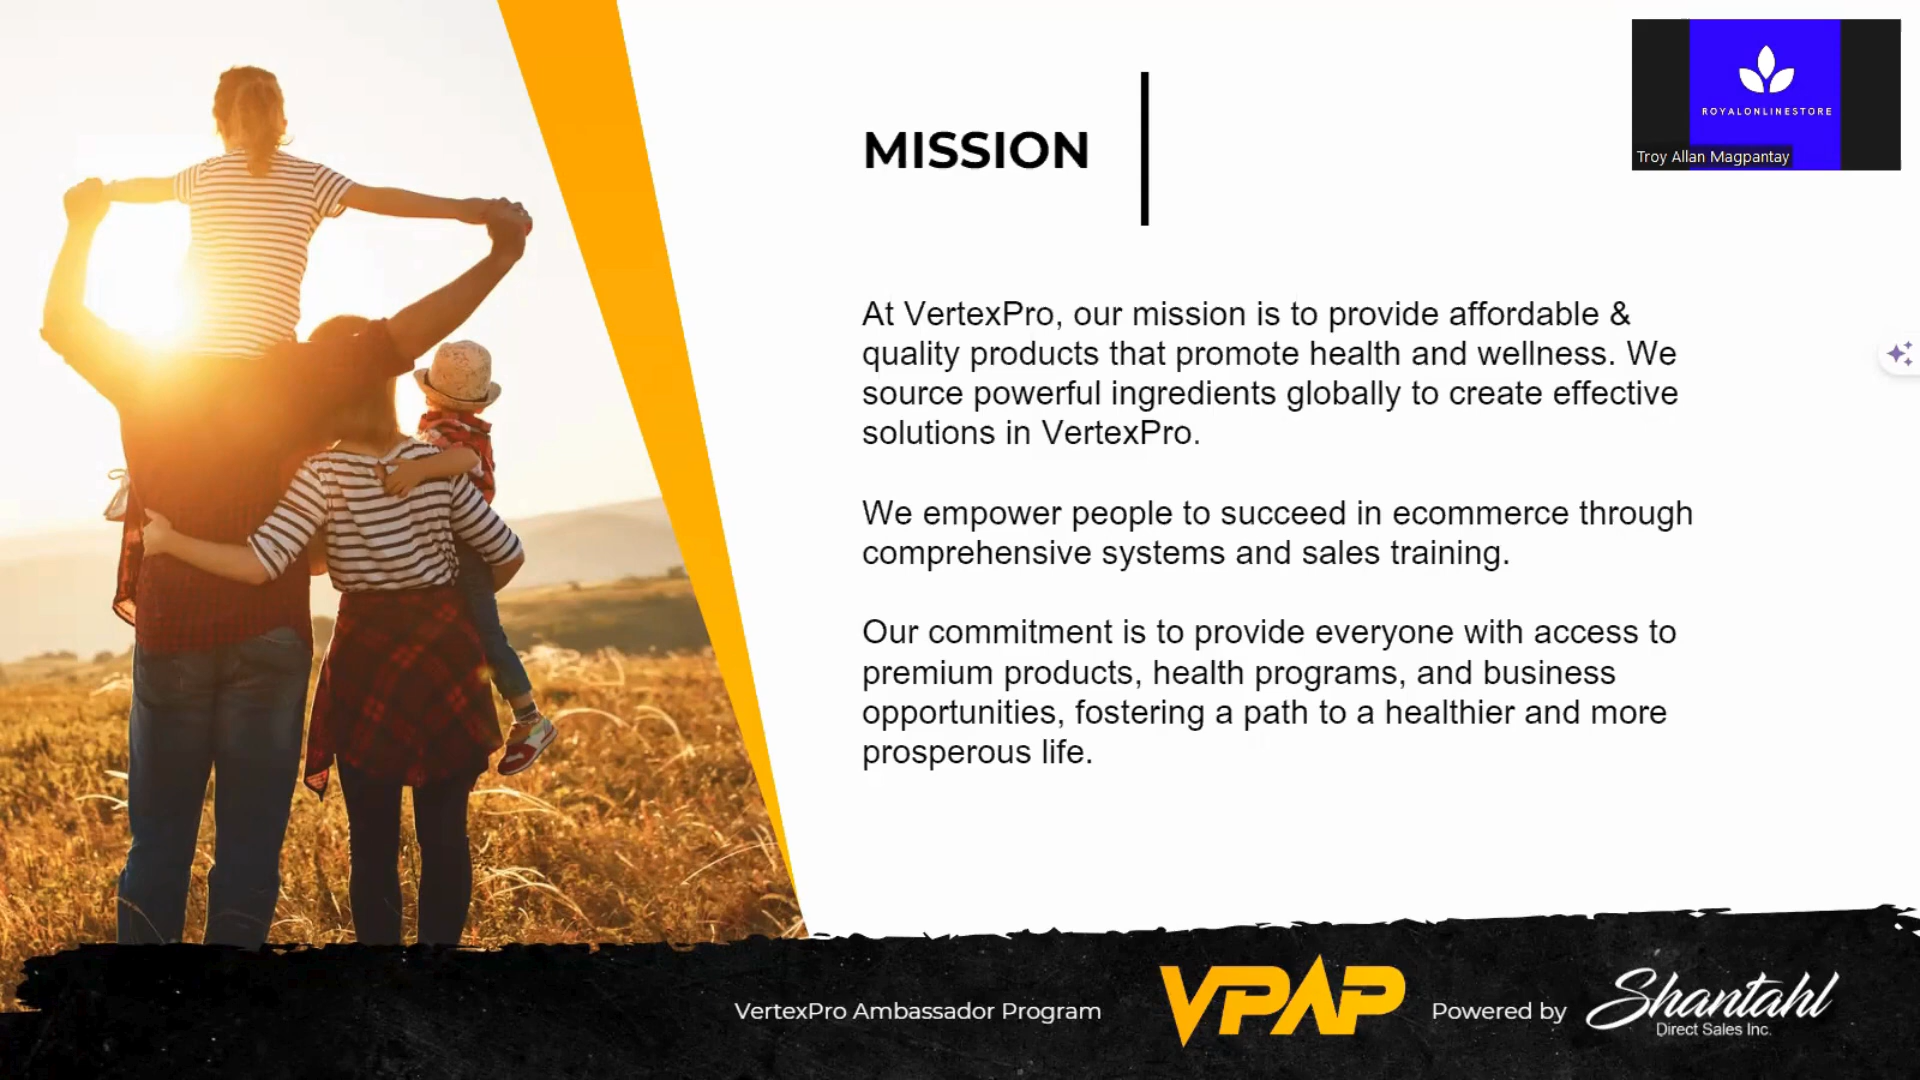 MISSION
ROYALONLINESTORE
Troy Allan Magpantay
At VertexPro, our mission is to provide affordable &
quality products that promote health and wellness. We
source powerful ingredients globally to create effective
solutions in VertexPro.
We empower people to succeed in ecommerce through
comprehensive systems and sales training.
Our commitment is to provide everyone with access to
premium products, health programs, and business
opportunities, fostering a path to a healthier and more
prosperous life.
VertexPro Ambassador Program
VPAP
Powered by
Shantahl
Direct Sales Inc.